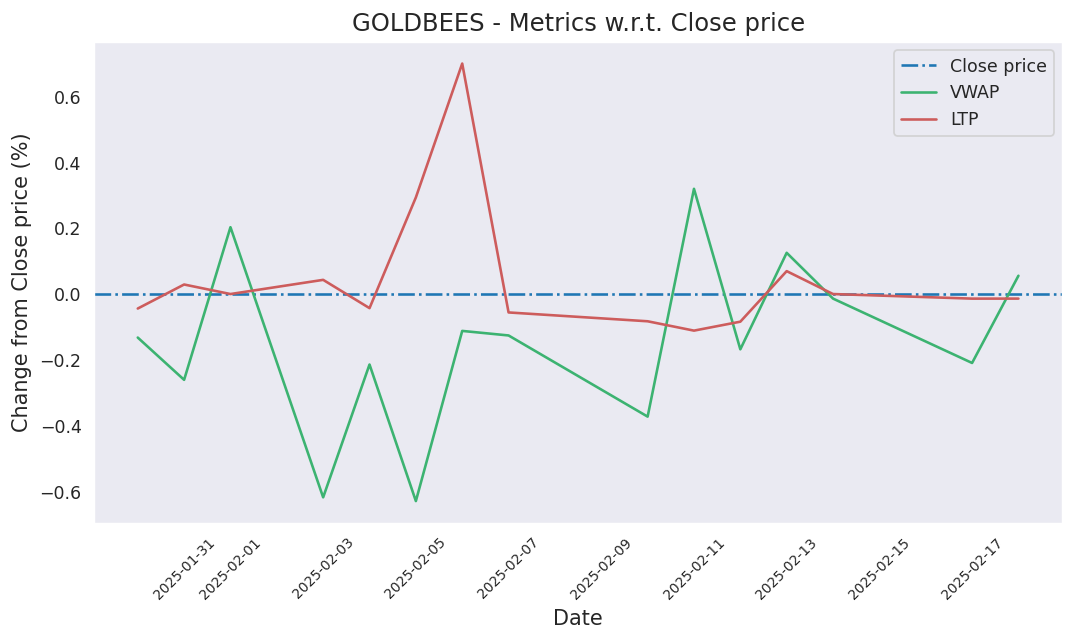 GOLDBEES - Metrics w.r.t. Close price
Close price
VWAP
LTP
Change from Close price (%)
0.6
0.4
0.2
0.0
−0.2
−0.4
−0.6
2025-01-31
2025-02-01
2025-02-03
2025-02-05
2025-02-07
2025-02-09
2025-02-11
2025-02-13
2025-02-15
2025-02-17
Date